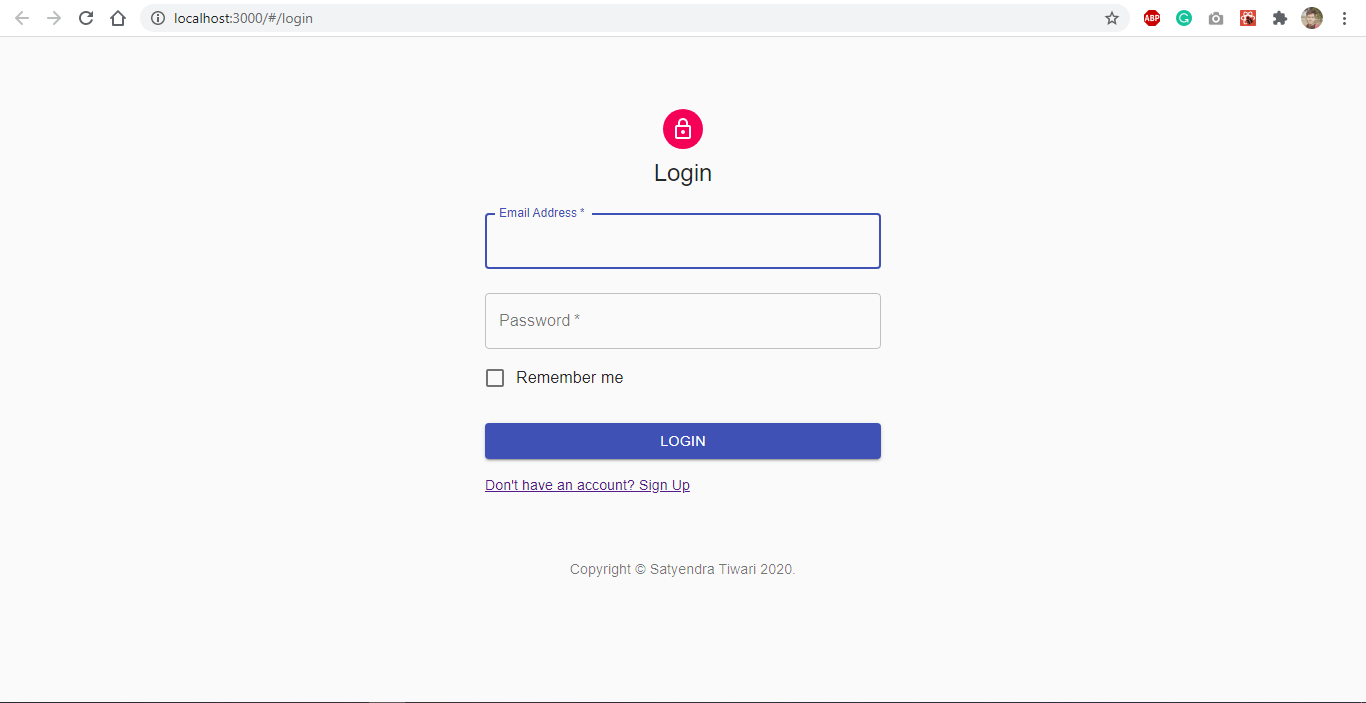 localhost:3000/#/login
ABP
Login
Email Address *
Password *
Remember me
LOGIN
Don't have an account? Sign Up
Copyright © Satyendra Tiwari 2020.